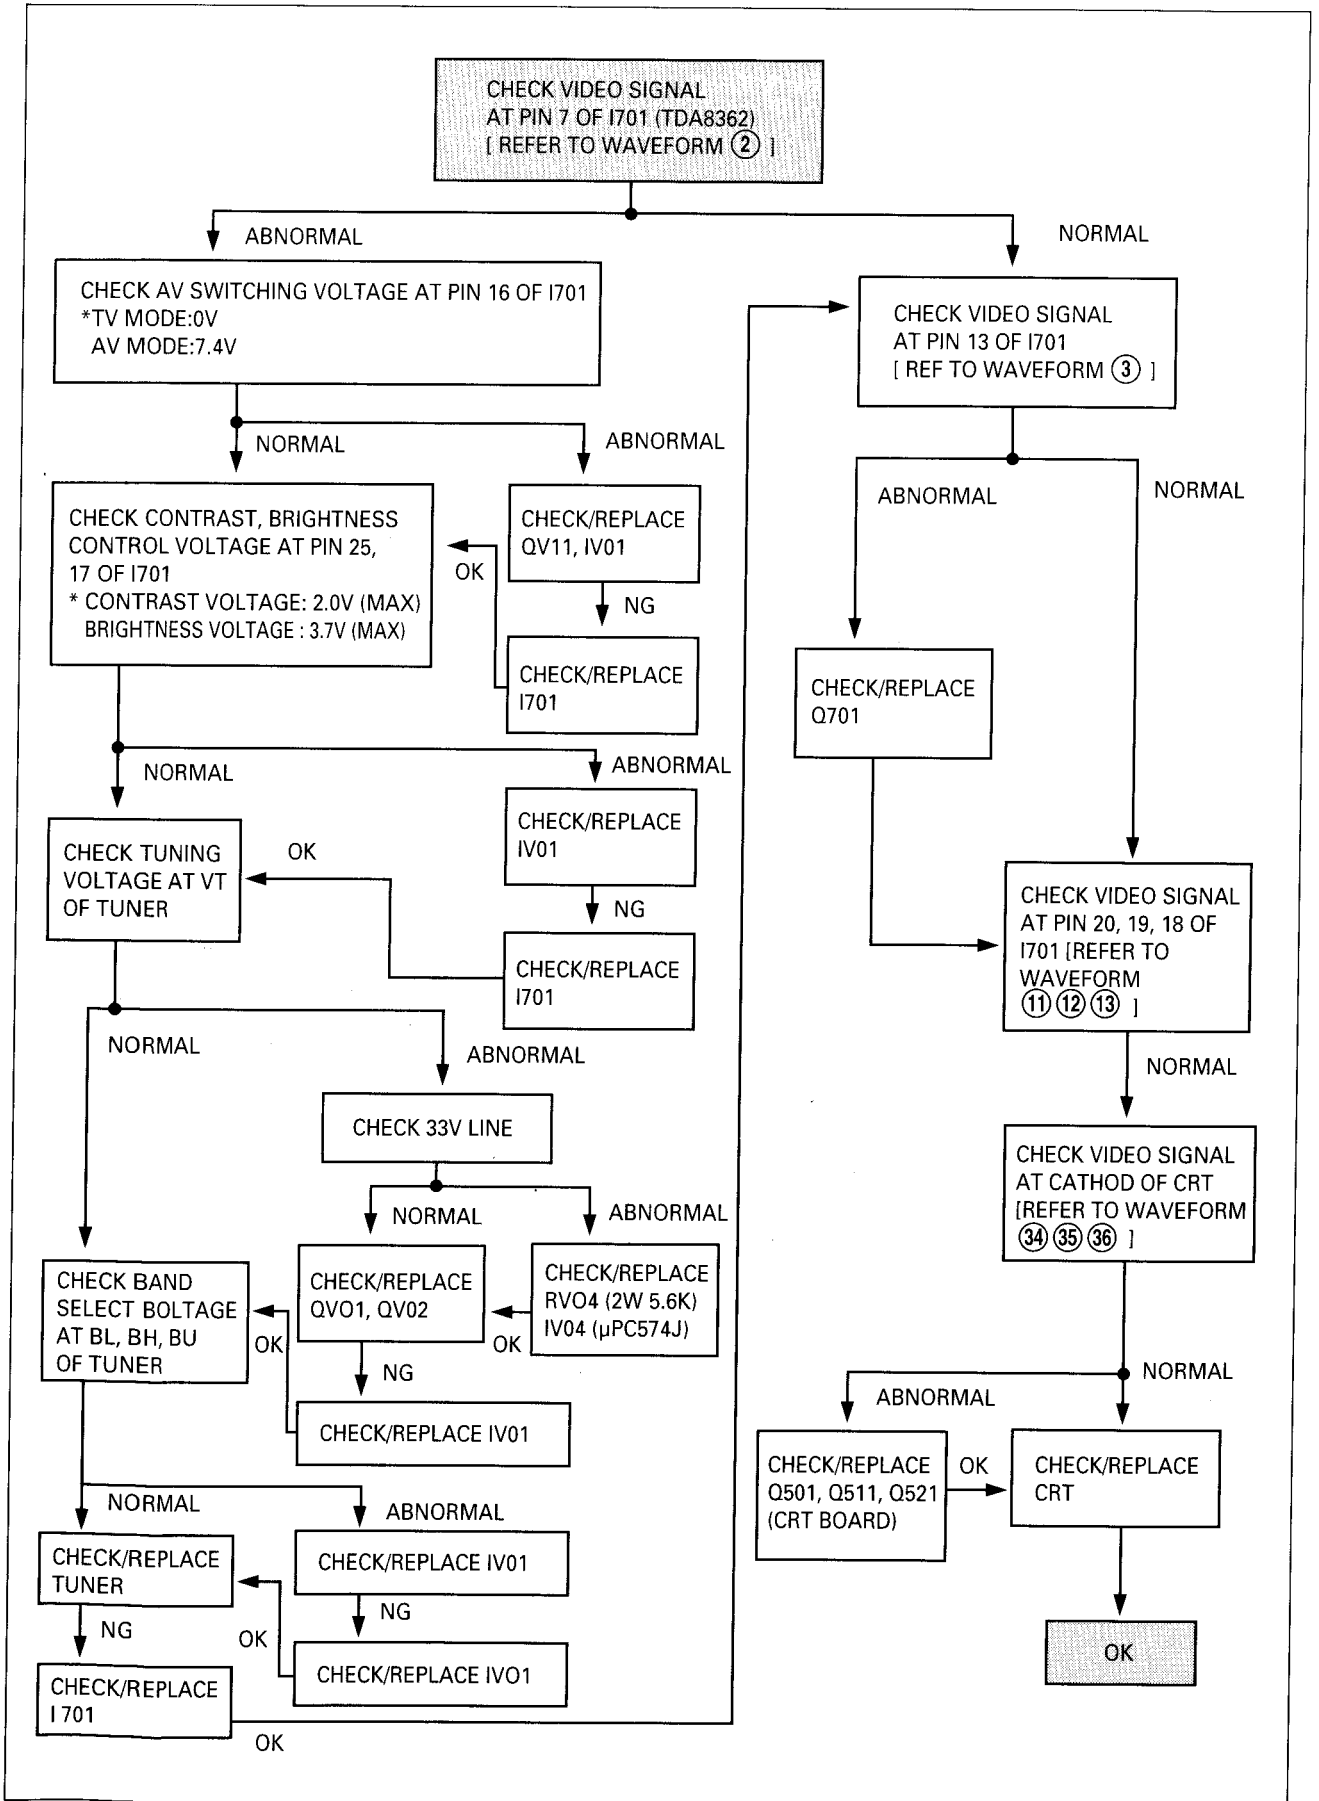 CHECK VIDEO SIGNAL
AT PIN 7 OF I701 (TDA8362)
[ REFER TO WAVEFORM ② ]
ABNORMAL
NORMAL
CHECK AV SWITCHING VOLTAGE AT PIN 16 OF I701
*TV MODE:0V
AV MODE:7.4V
NORMAL
ABNORMAL
CHECK/REPLACE
QV11, IV01
NG
CHECK/REPLACE
I701
OK
CHECK CONTRAST, BRIGHTNESS
CONTROL VOLTAGE AT PIN 25,
17 OF I701
* CONTRAST VOLTAGE: 2.0V (MAX)
BRIGHTNESS VOLTAGE : 3.7V (MAX)
NORMAL
ABNORMAL
CHECK/REPLACE
IV01
NG
CHECK/REPLACE
I701
OK
CHECK TUNING
VOLTAGE AT VT
OF TUNER
NORMAL
ABNORMAL
CHECK 33V LINE
NORMAL
ABNORMAL
CHECK/REPLACE
QVO1, QV02
CHECK/REPLACE
RVO4 (2W 5.6K)
IV04 (µPC574J)
OK
NG
CHECK/REPLACE IV01
OK
CHECK BAND
SELECT BOLTAGE
AT BL, BH, BU
OF TUNER
NORMAL
ABNORMAL
CHECK/REPLACE IV01
NG
CHECK/REPLACE IVO1
OK
CHECK/REPLACE
TUNER
NG
CHECK/REPLACE
I 701
OK
CHECK VIDEO SIGNAL
AT PIN 13 OF I701
[ REF TO WAVEFORM ③ ]
ABNORMAL
NORMAL
CHECK/REPLACE
Q701
CHECK VIDEO SIGNAL
AT PIN 20, 19, 18 OF
I701 [REFER TO
WAVEFORM
⑪ ⑫ ⑬ ]
NORMAL
CHECK VIDEO SIGNAL
AT CATHOD OF CRT
[REFER TO WAVEFORM
㉞ ㉟ ㊱ ]
ABNORMAL
NORMAL
CHECK/REPLACE
Q501, Q511, Q521
(CRT BOARD)
OK
CHECK/REPLACE
CRT
OK